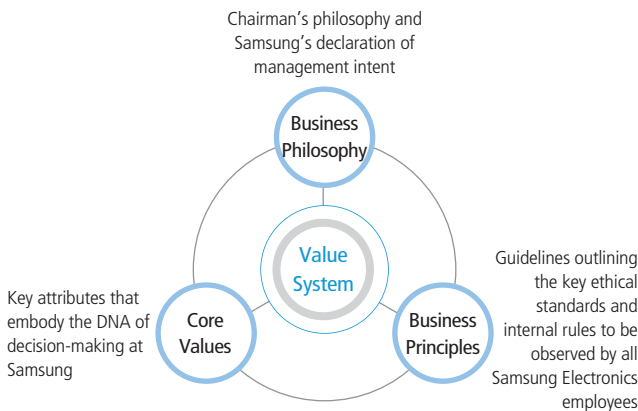 Chairman’s philosophy and
Samsung’s declaration of
management intent
Business
Philosophy
Value
System
Key attributes that
embody the DNA of
decision-making at
Samsung
Core
Values
Business
Principles
Guidelines outlining
the key ethical
standards and
internal rules to be
observed by all
Samsung Electronics
employees